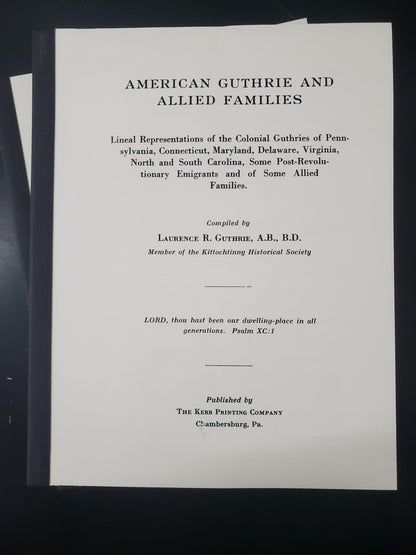 AMERICAN GUTHRIE AND
ALLIED FAMILIES
Lineal Representations of the Colonial Guthries of Penn-
sylvania, Connecticut, Maryland, Delaware, Virginia,
North and South Carolina, Some Post-Revolu-
tionary Emigrants and of Some Allied
Families.
Compiled by
LAURENCE R. GUTHRIE, A.B., B.D.
Member of the Kittochtinny Historical Society
LORD, thou hast been our dwelling-place in all
generations. Psalm XC:1
Published by
THE KERR PRINTING COMPANY
Chambersburg, Pa.